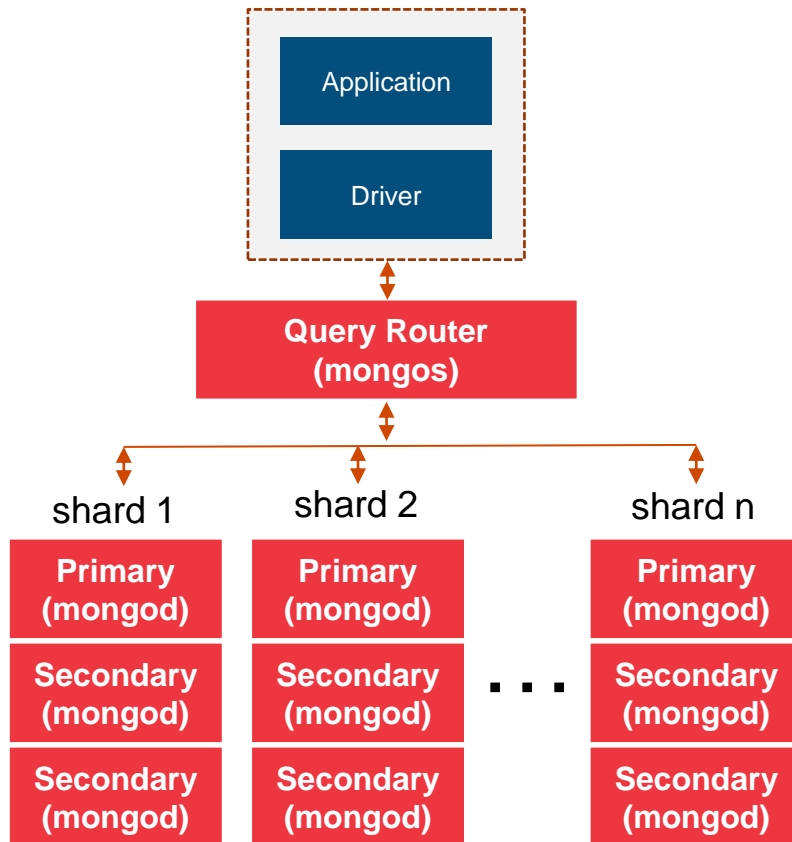 Application
Driver
Query Router
(mongos)
shard 1
shard 2
shard n
Primary
(mongod)
Primary
(mongod)
Primary
(mongod)
Secondary
(mongod)
Secondary
(mongod)
. . .
Secondary
(mongod)
Secondary
(mongod)
Secondary
(mongod)
Secondary
(mongod)